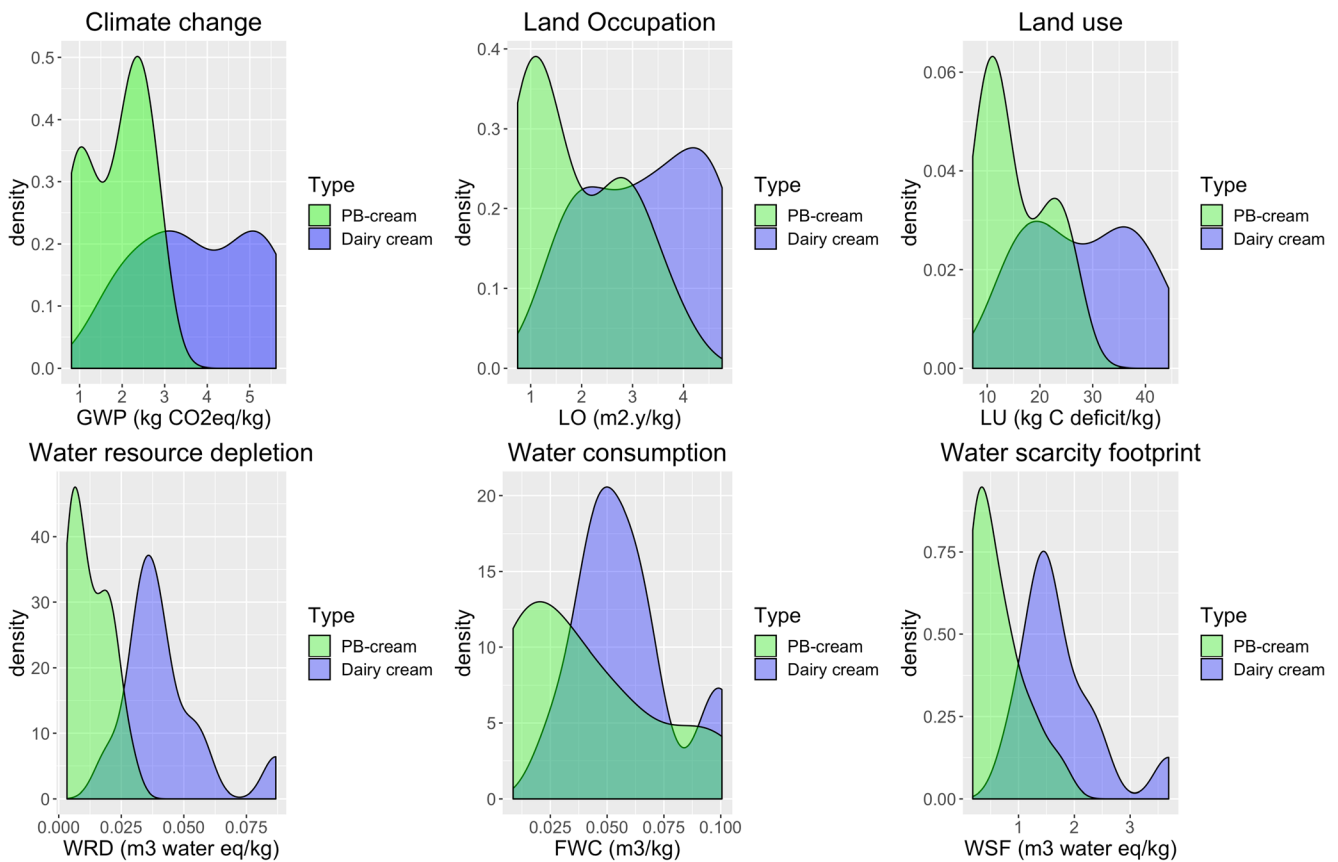 Climate change
0.5
0.4
0.3
0.2
0.1
0.0
density
1 2 3 4 5
GWP (kg CO2eq/kg)
Type
PB-cream
Dairy cream
Land Occupation
0.4
0.3
0.2
0.1
0.0
density
1 2 3 4
LO (m2.y/kg)
Type
PB-cream
Dairy cream
Land use
0.06
0.04
0.02
0.00
density
10 20 30 40
LU (kg C deficit/kg)
Type
PB-cream
Dairy cream
Water resource depletion
40
30
20
10
0
density
0.000 0.025 0.050 0.075
WRD (m3 water eq/kg)
Type
PB-cream
Dairy cream
Water consumption
20
15
10
5
0
density
0.025 0.050 0.075 0.100
FWC (m3/kg)
Type
PB-cream
Dairy cream
Water scarcity footprint
0.75
0.50
0.25
0.00
density
1 2 3
WSF (m3 water eq/kg)
Type
PB-cream
Dairy cream